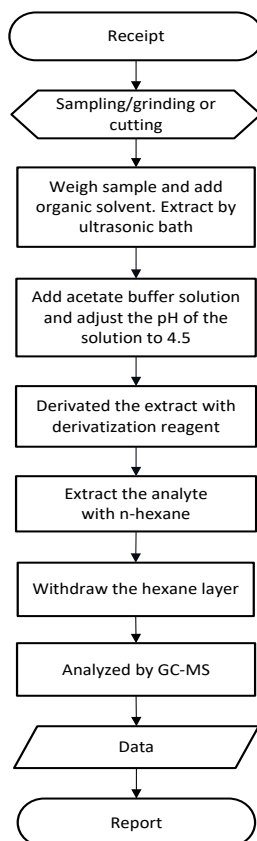 Receipt
Sampling/grinding or
cutting
Weigh sample and add
organic solvent. Extract by
ultrasonic bath
Add acetate buffer solution
and adjust the pH of the
solution to 4.5
Derivated the extract with
derivatization reagent
Extract the analyte
with n-hexane
Withdraw the hexane layer
Analyzed by GC-MS
Data
Report